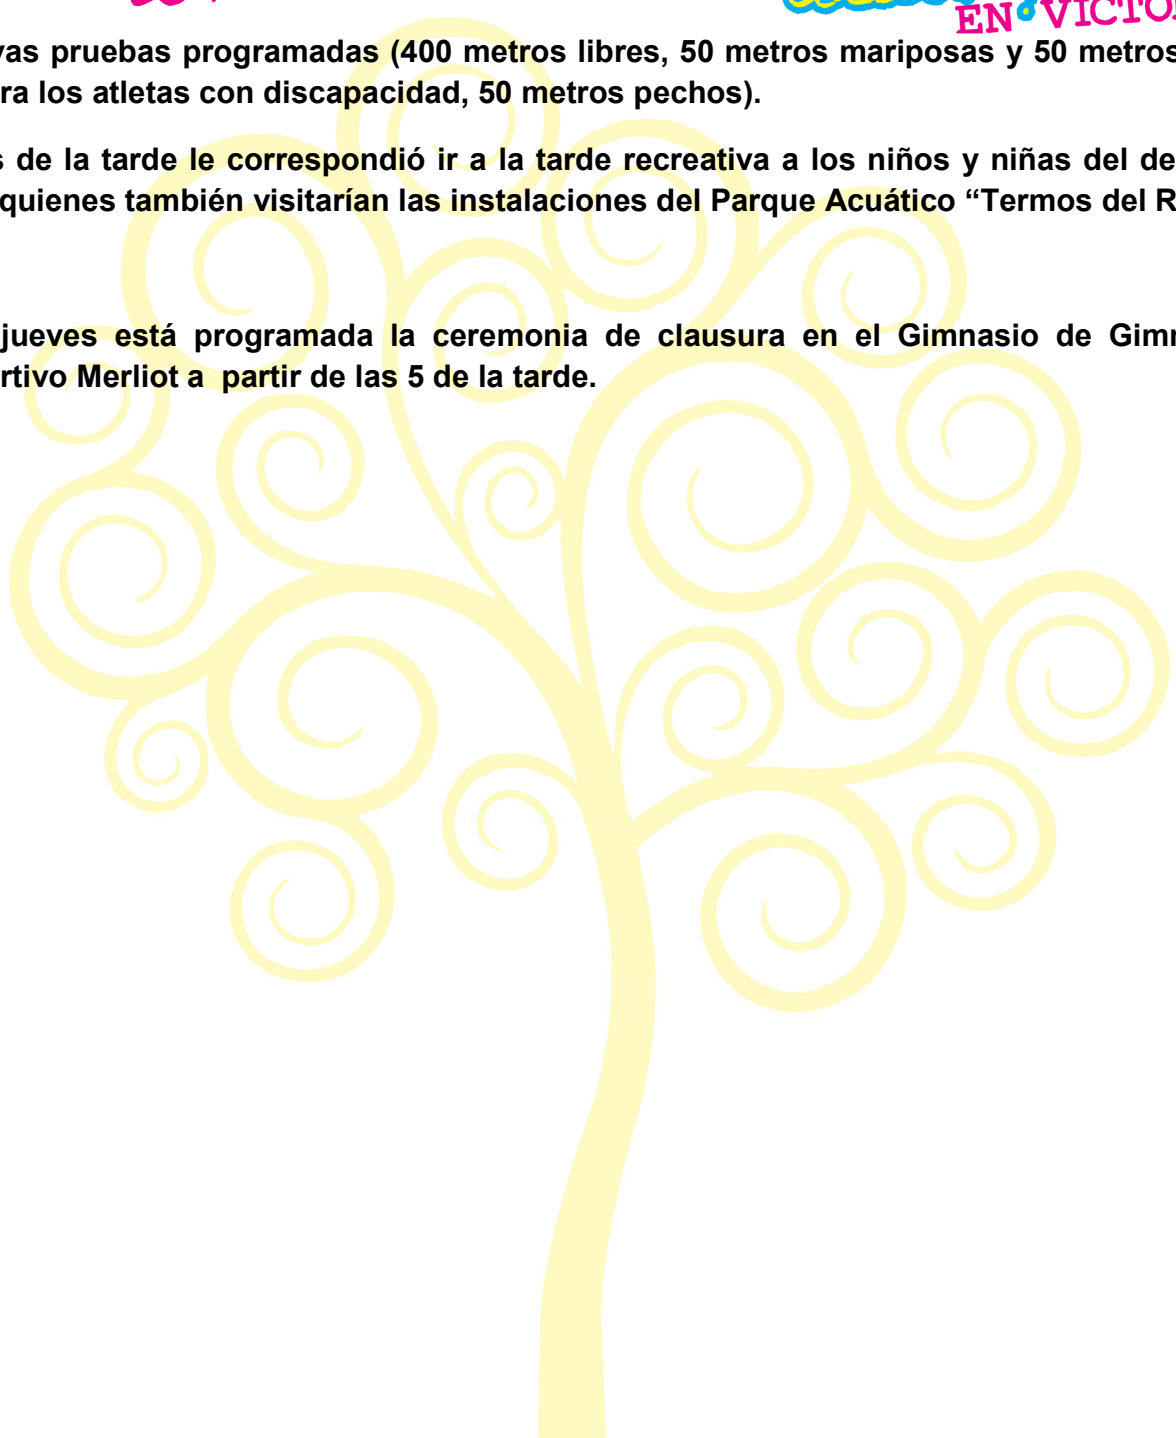 EN VICTO
vas pruebas programadas (400 metros libres, 50 metros mariposas y 50 metros
ra los atletas con discapacidad, 50 metros pechos).
s de la tarde le correspondió ir a la tarde recreativa a los niños y niñas del de
quienes también visitarían las instalaciones del Parque Acuático “Termos del R
jueves está programada la ceremonia de clausura en el Gimnasio de Gimn
rtivo Merliot a partir de las 5 de la tarde.